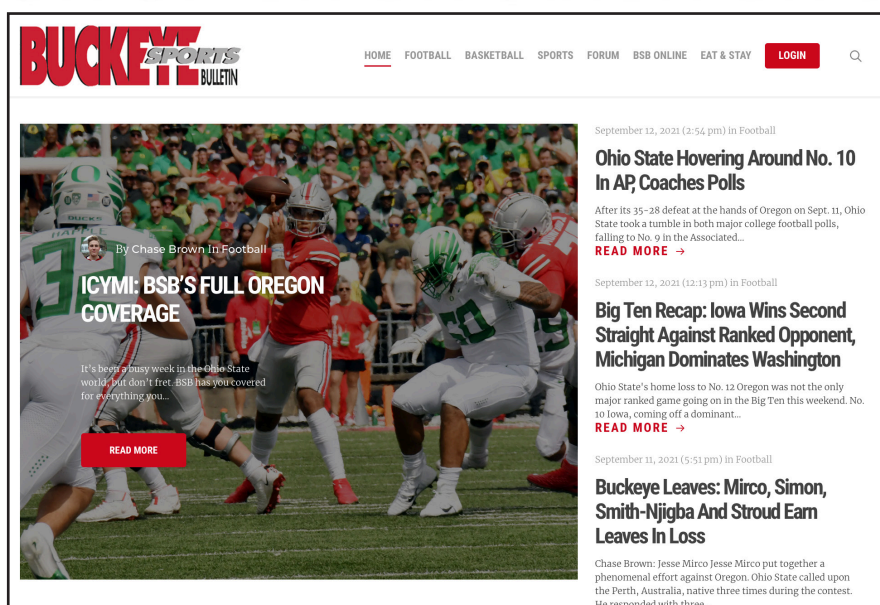 BUCKEYE
SPORTS
BULLETIN
HOME FOOTBALL BASKETBALL SPORTS FORUM BSB ONLINE EAT & STAY LOGIN
DUCKS
32
50
By Chase Brown In Football
ICYMI: BSB'S FULL OREGON
COVERAGE
It's been a busy week in the Ohio State
world, but don't fret. BSB has you covered
for everything you...
READ MORE
September 12, 2021 (2:54 pm) in Football
Ohio State Hovering Around No. 10
In AP, Coaches Polls
After its 35-28 defeat at the hands of Oregon on Sept. 11, Ohio
State took a tumble in both major college football polls,
falling to No. 9 in the Associated...
READ MORE →
September 12, 2021 (12:13 pm) in Football
Big Ten Recap: Iowa Wins Second
Straight Against Ranked Opponent,
Michigan Dominates Washington
Ohio State's home loss to No. 12 Oregon was not the only
major ranked game going on in the Big Ten this weekend. No.
10 Iowa, coming off a dominant...
READ MORE →
September 11, 2021 (5:51 pm) in Football
Buckeye Leaves: Mirco, Simon,
Smith-Njigba And Stroud Earn
Leaves In Loss
Chase Brown: Jesse Mirco Jesse Mirco put together a
phenomenal effort against Oregon. Ohio State called upon
the Perth, Australia, native three times during the contest.
He responded with three